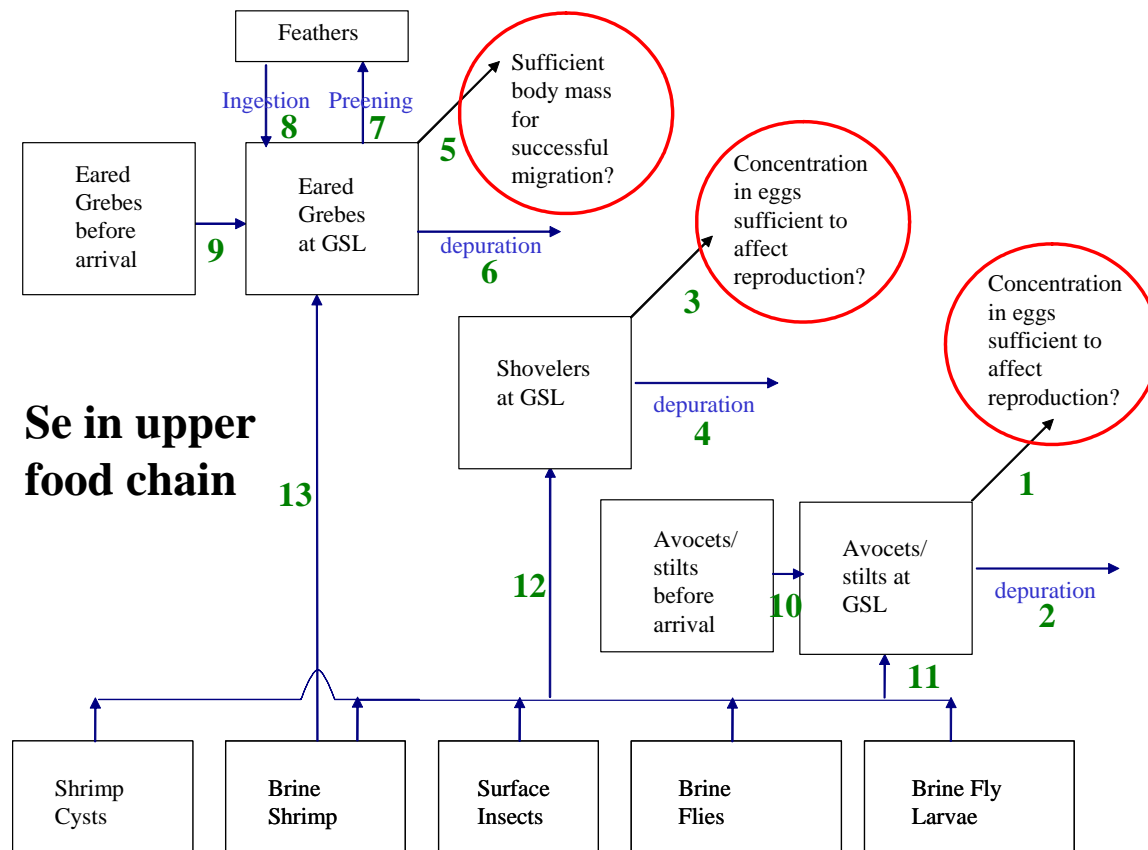 Feathers
Ingestion
Preening
8
7
5
Sufficient
body mass
for
successful
migration?
Eared
Grebes
before
arrival
9
Eared
Grebes
at GSL
depuration
6
Concentration
in eggs
sufficient to
affect
reproduction?
3
Shovelers
at GSL
depuration
4
Concentration
in eggs
sufficient to
affect
reproduction?
1
Se in upper
food chain
13
12
Avocets/
stilts
before
arrival
10
Avocets/
stilts at
GSL
depuration
2
11
Shrimp
Cysts
Brine
Shrimp
Surface
Insects
Brine
Flies
Brine Fly
Larvae